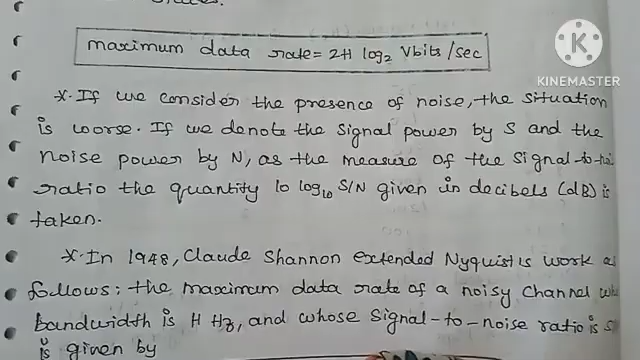 maximum data rate = 2H log₂ V bits/sec
KINEMASTER
*. If we consider the presence of noise, the situation
is worse. If we denote the signal power by S and the
noise power by N, as the measure of the signal-to-
ratio the quantity 10 log₁₀ S/N given in decibels (dB) is
taken.
*. In 1948, Claude Shannon extended Nyquist's work
follows: the maximum data rate of a noisy channel
bandwidth is H Hz, and whose signal-to-noise ratio is
is given by